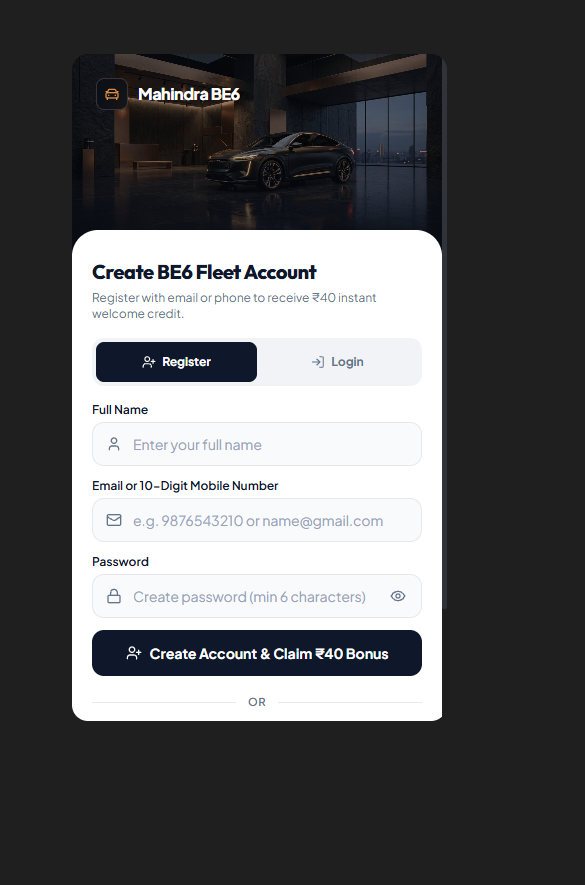 Mahindra BE6
Create BE6 Fleet Account
Register with email or phone to receive ₹40 instant
welcome credit.
Register
Login
Full Name
Enter your full name
Email or 10-Digit Mobile Number
e.g. 9876543210 or name@gmail.com
Password
Create password (min 6 characters)
Create Account & Claim ₹40 Bonus
OR